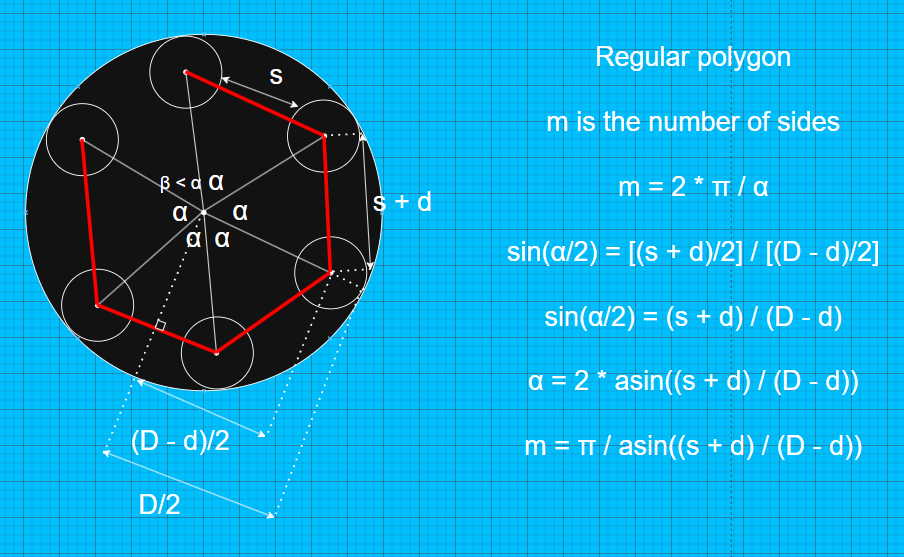 s
β < α
α
α
α
α
α
s + d
(D - d)/2
D/2
Regular polygon
m is the number of sides
m = 2 * π / α
sin(α/2) = [(s + d)/2] / [(D - d)/2]
sin(α/2) = (s + d) / (D - d)
α = 2 * asin((s + d) / (D - d))
m = π / asin((s + d) / (D - d))